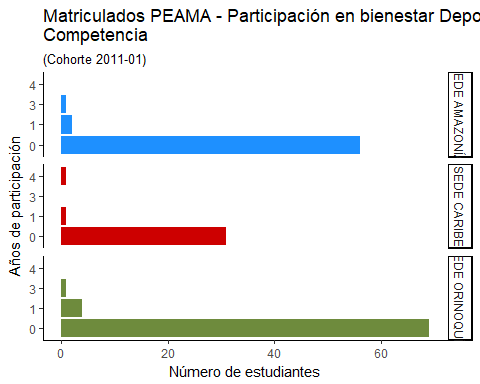 Matriculados PEAMA - Participación en bienestar Depo
Competencia
(Cohorte 2011-01)
Años de participación
4
3
1
0
EDE AMAZONÍ
4
3
1
0
SEDE CARIBE
4
3
1
0
EDE ORINOQU
0
20
40
60
Número de estudiantes